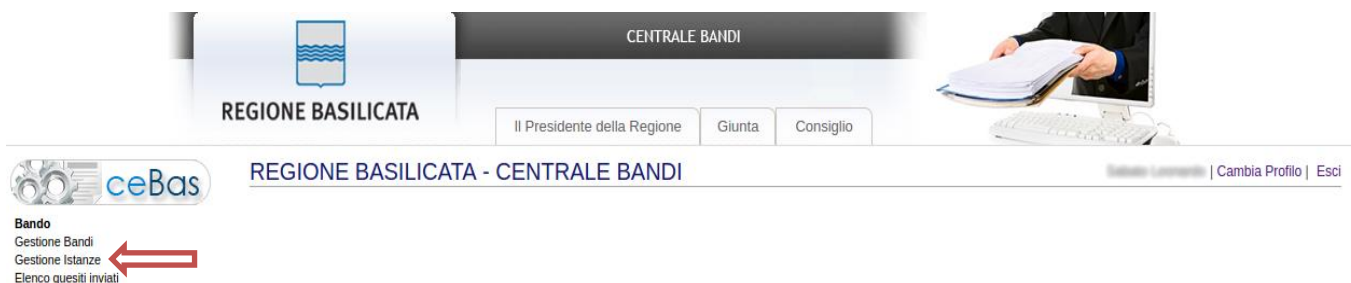 CENTRALE BANDI
REGIONE BASILICATA
Il Presidente della Regione
Giunta
Consiglio
ceBas
REGIONE BASILICATA - CENTRALE BANDI
| Cambia Profilo | Esci
Bando
Gestione Bandi
Gestione Istanze
Elenco quesiti inviati